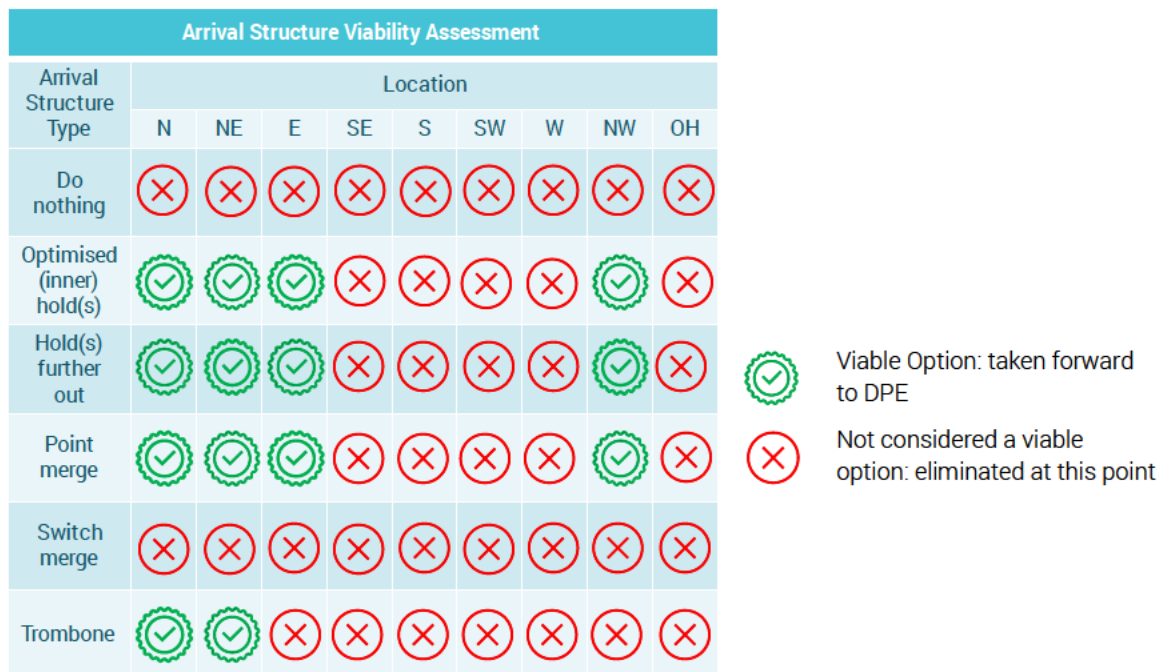 Arrival Structure Viability Assessment
Arrival
Structure
Type
Location
N NE E SE S SW W NW OH
Do
nothing
Optimised
(inner)
hold(s)
Hold(s)
further
out
Point
merge
Switch
merge
Trombone
Viable Option: taken forward
to DPE
Not considered a viable
option: eliminated at this point